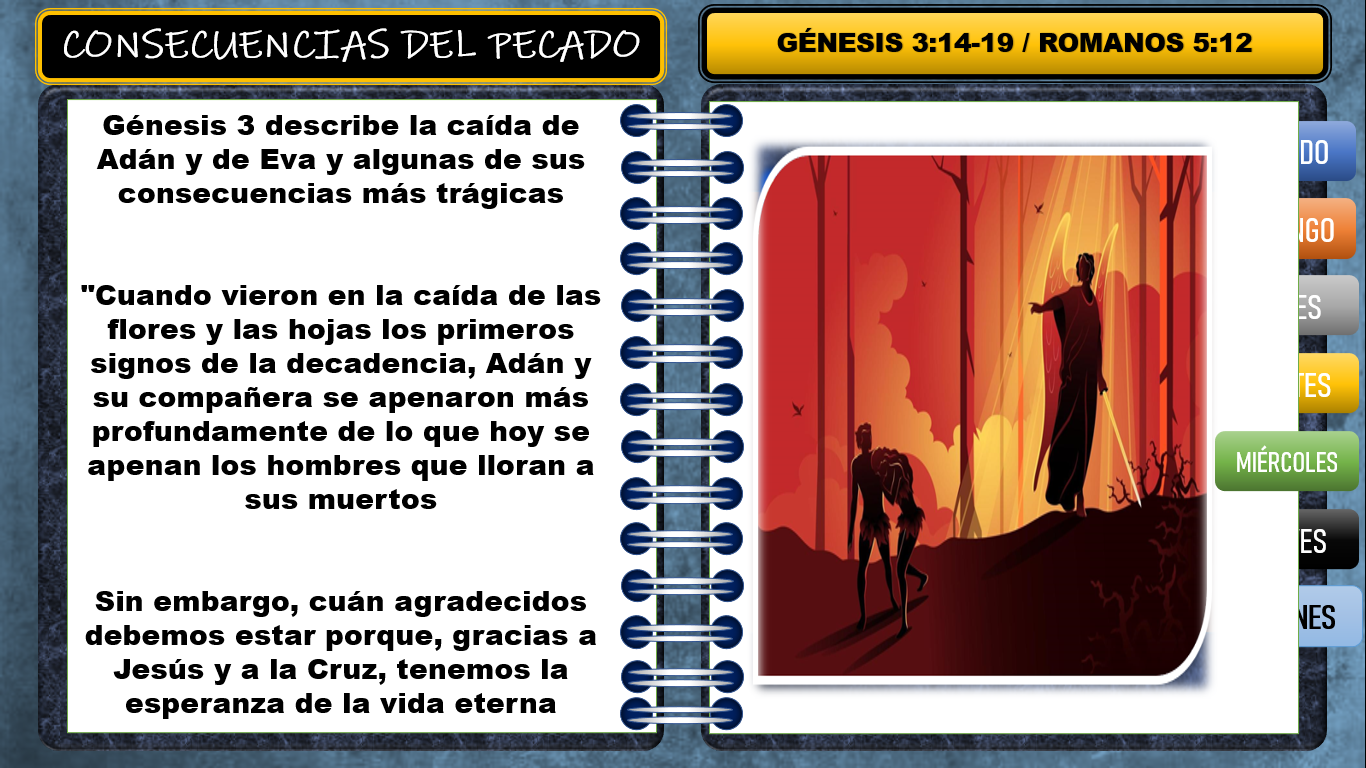 CONSECUENCIAS DEL PECADO
GÉNESIS 3:14-19 / ROMANOS 5:12
Génesis 3 describe la caída de
Adán y de Eva y algunas de sus
consecuencias más trágicas
"Cuando vieron en la caída de las
flores y las hojas los primeros
signos de la decadencia, Adán y
su compañera se apenaron más
profundamente de lo que hoy se
apenan los hombres que lloran a
sus muertos
Sin embargo, cuán agradecidos
debemos estar porque, gracias a
Jesús y a la Cruz, tenemos la
esperanza de la vida eterna
DO
NGO
ES
TES
MIÉRCOLES
ES
NES